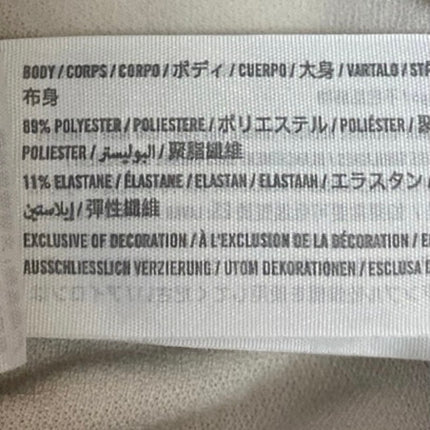 BODY / CORPS / CORPO / ボディ / CUERPO / 大身 / VARTALO /
布身
89% POLYESTER / POLIESTERE / ポリエステル / POLIÉSTER /
POLIESTER / البوليستر / 聚脂纖維
11% ELASTANE / ÉLASTANE / ELASTAN / ELASTAAN / エラスタン /
إيلاستين / 彈性纖維
EXCLUSIVE OF DECORATION / À L'EXCLUSION DE LA DÉCORATION /
AUSSCHLIESSLICH VERZIERUNG / UTOM DEKORATIONEN / ESCLUSA